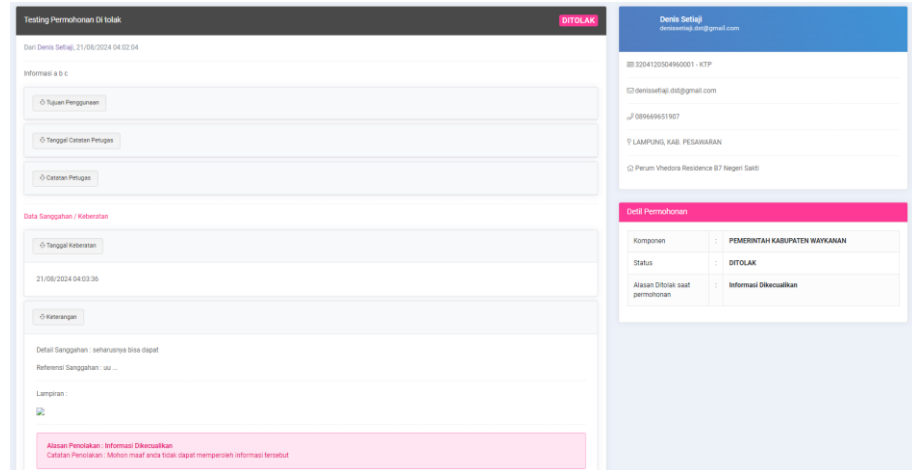 Testing Permohonan Di tolak
DITOLAK
Dari Denis Setiaji, 21/08/2024 04:02:04
Informasi a b c
Tujuan Penggunaan
Tanggal Catatan Petugas
Catatan Petugas
Data Sanggahan / Keberatan
Tanggal Keberatan
21/08/2024 04:03:36
Keterangan
Detail Sanggahan : seharusnya bisa dapat
Referensi Sanggahan : uu ...
Lampiran :
Alasan Penolakan : Informasi Dikecualikan
Catatan Penolakan : Mohon maaf anda tidak dapat memperoleh informasi tersebut
Denis Setiaji
denissetiaji.dst@gmail.com
3204120504960001 - KTP
denissetiaji.dst@gmail.com
089669651907
LAMPUNG, KAB. PESAWARAN
Perum Vhedora Residence B7 Negeri Sakti
Detil Permohonan
Komponen : PEMERINTAH KABUPATEN WAYKANAN
Status : DITOLAK
Alasan Ditolak saat : Informasi Dikecualikan
permohonan